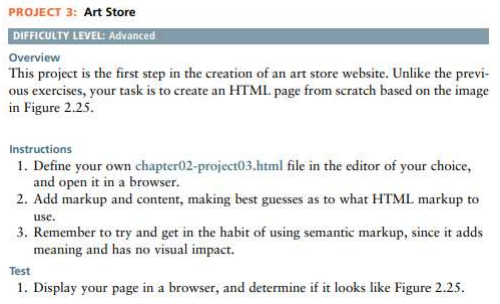 PROJECT 3: Art Store
DIFFICULTY LEVEL: Advanced
Overview
This project is the first step in the creation of an art store website. Unlike the previ-
ous exercises, your task is to create an HTML page from scratch based on the image
in Figure 2.25.
Instructions
1. Define your own chapter02-project03.html file in the editor of your choice,
and open it in a browser.
2. Add markup and content, making best guesses as to what HTML markup to
use.
3. Remember to try and get in the habit of using semantic markup, since it adds
meaning and has no visual impact.
Test
1. Display your page in a browser, and determine if it looks like Figure 2.25.